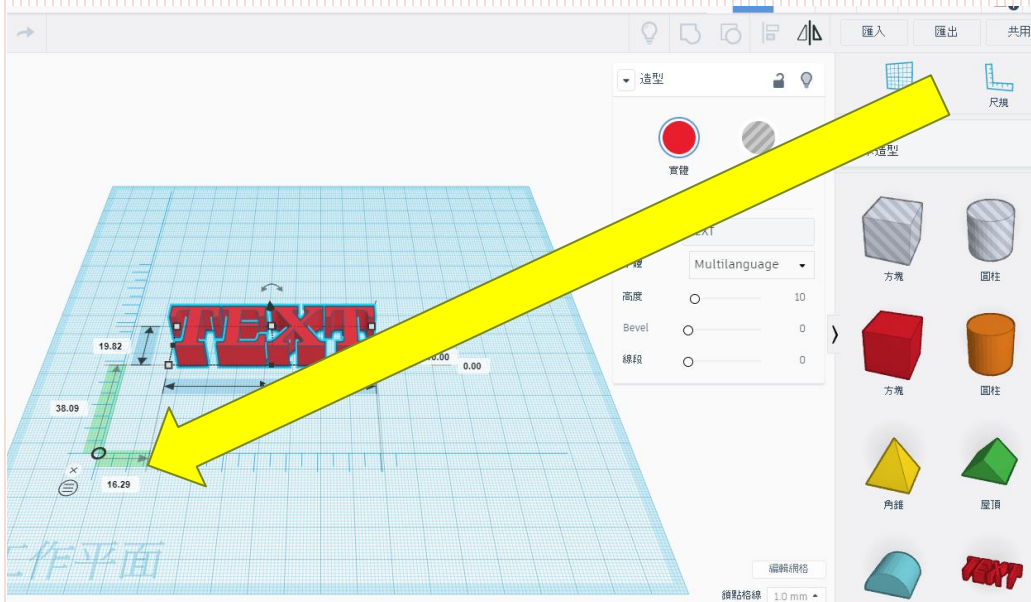 匯入 匯出 共用
造型
尺規
實體
造型
Multilanguage
高度 10
Bevel 0
線段 0
方塊 圓柱
方塊 圓柱
角錐 屋頂
TEXT
TEXT
19.82
0.00
38.09
16.29
工作平面
編輯網格
鎖點格線 1.0 mm